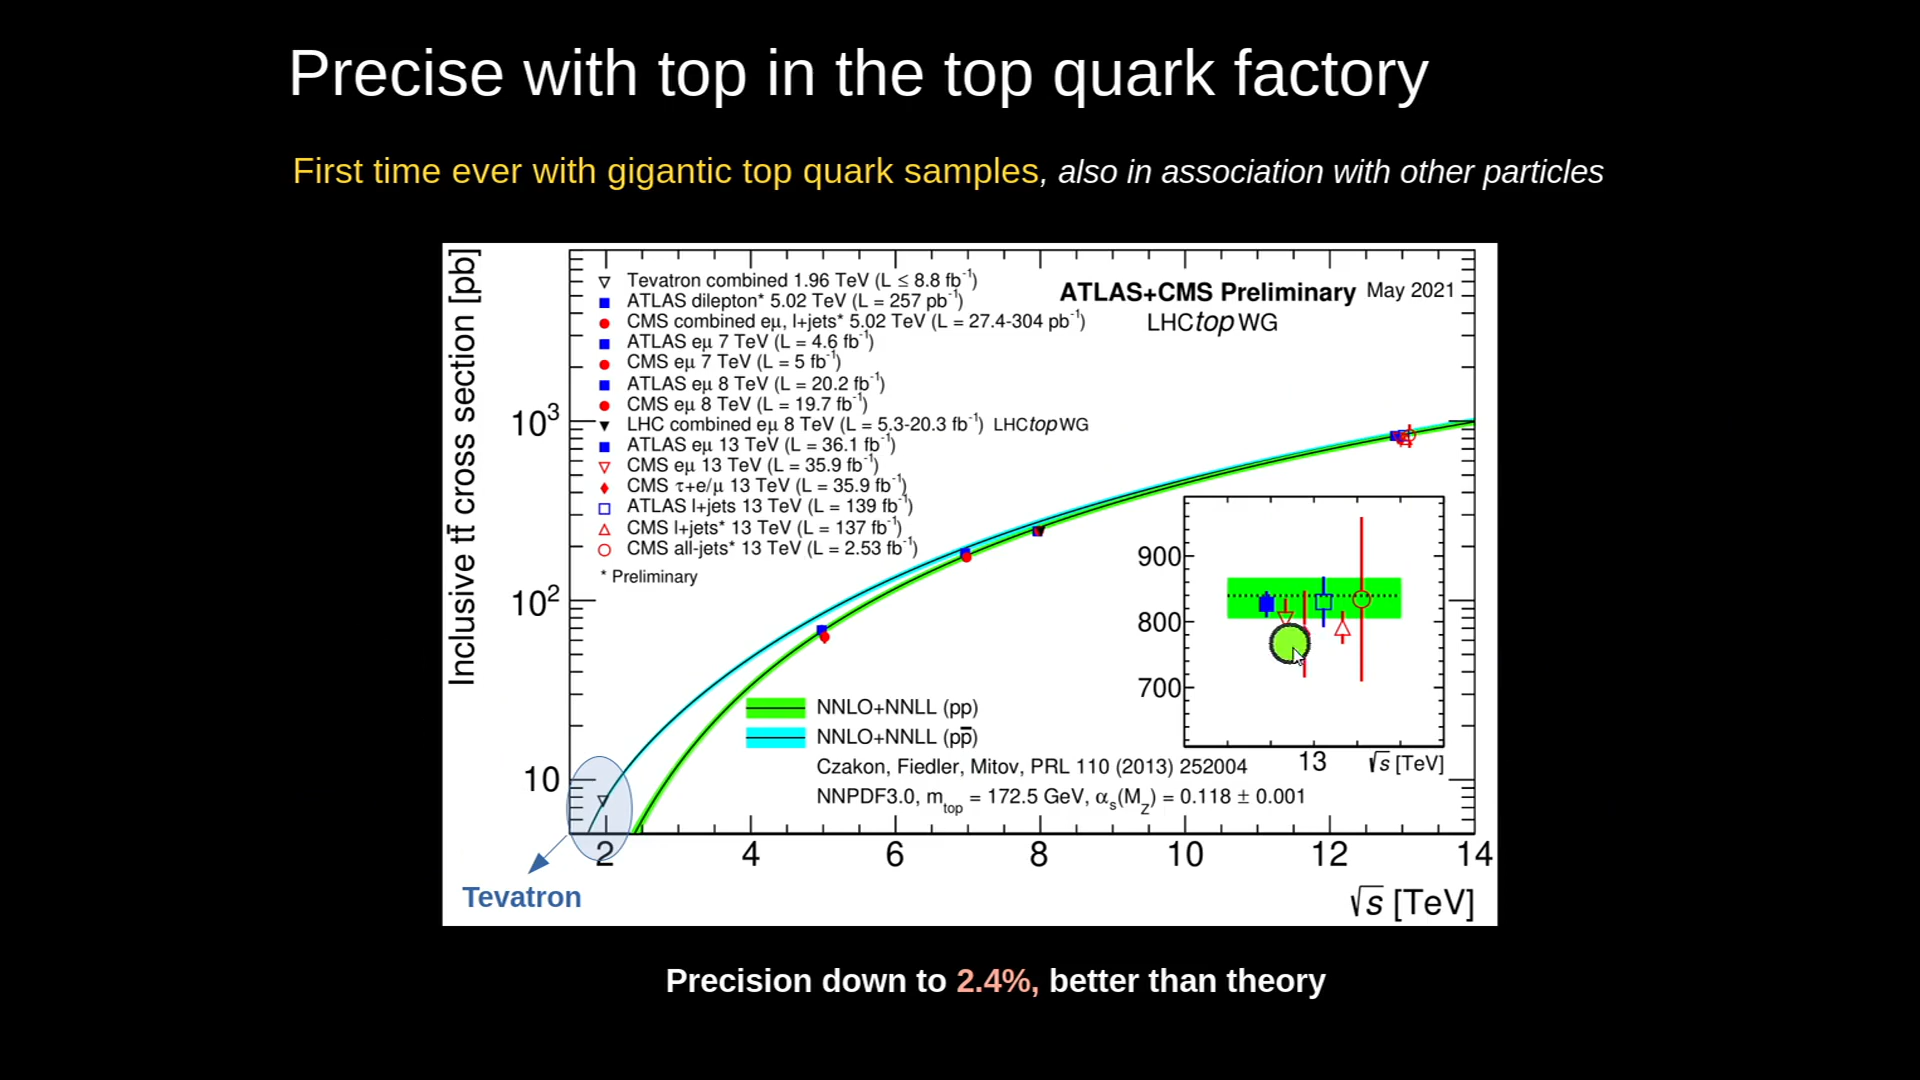 Precise with top in the top quark factory
First time ever with gigantic top quark samples, also in association with other particles
Inclusive tt̄ cross section [pb]
Tevatron combined 1.96 TeV (L ≤ 8.8 fb⁻¹)
ATLAS dilepton* 5.02 TeV (L = 257 pb⁻¹)
CMS combined eμ, l+jets* 5.02 TeV (L = 27.4-304 pb⁻¹)
ATLAS eμ 7 TeV (L = 4.6 fb⁻¹)
CMS eμ 7 TeV (L = 5 fb⁻¹)
ATLAS eμ 8 TeV (L = 20.2 fb⁻¹)
CMS eμ 8 TeV (L = 19.7 fb⁻¹)
LHC combined eμ 8 TeV (L = 5.3-20.3 fb⁻¹) LHCtopWG
ATLAS eμ 13 TeV (L = 36.1 fb⁻¹)
CMS eμ 13 TeV (L = 35.9 fb⁻¹)
CMS τ+e/μ 13 TeV (L = 35.9 fb⁻¹)
ATLAS l+jets 13 TeV (L = 139 fb⁻¹)
CMS l+jets* 13 TeV (L = 137 fb⁻¹)
CMS all-jets* 13 TeV (L = 2.53 fb⁻¹)
* Preliminary
ATLAS+CMS Preliminary May 2021
LHCtopWG
10³
10²
10
900
800
700
13 √s [TeV]
NNLO+NNLL (pp)
NNLO+NNLL (pp̄)
Czakon, Fiedler, Mitov, PRL 110 (2013) 252004
NNPDF3.0, m_top = 172.5 GeV, α_s(M_Z) = 0.118 ± 0.001
2 4 6 8 10 12 14
√s [TeV]
Tevatron
Precision down to 2.4%, better than theory